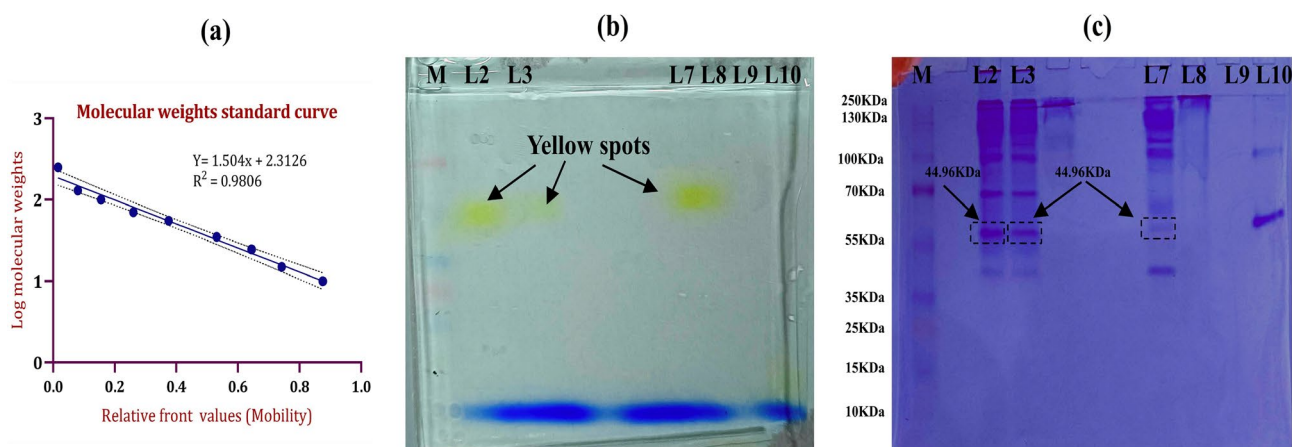 (a)
Molecular weights standard curve
Y= 1.504x + 2.3126
R² = 0.9806
Log molecular weights
3
2
1
0
0.0 0.2 0.4 0.6 0.8 1.0
Relative front values (Mobility)
(b)
M L2 L3 L7 L8 L9 L10
Yellow spots
(c)
M L2 L3 L7 L8 L9 L10
250KDa
130KDa
100KDa
70KDa
55KDa
35KDa
25KDa
15KDa
10KDa
44.96KDa 44.96KDa